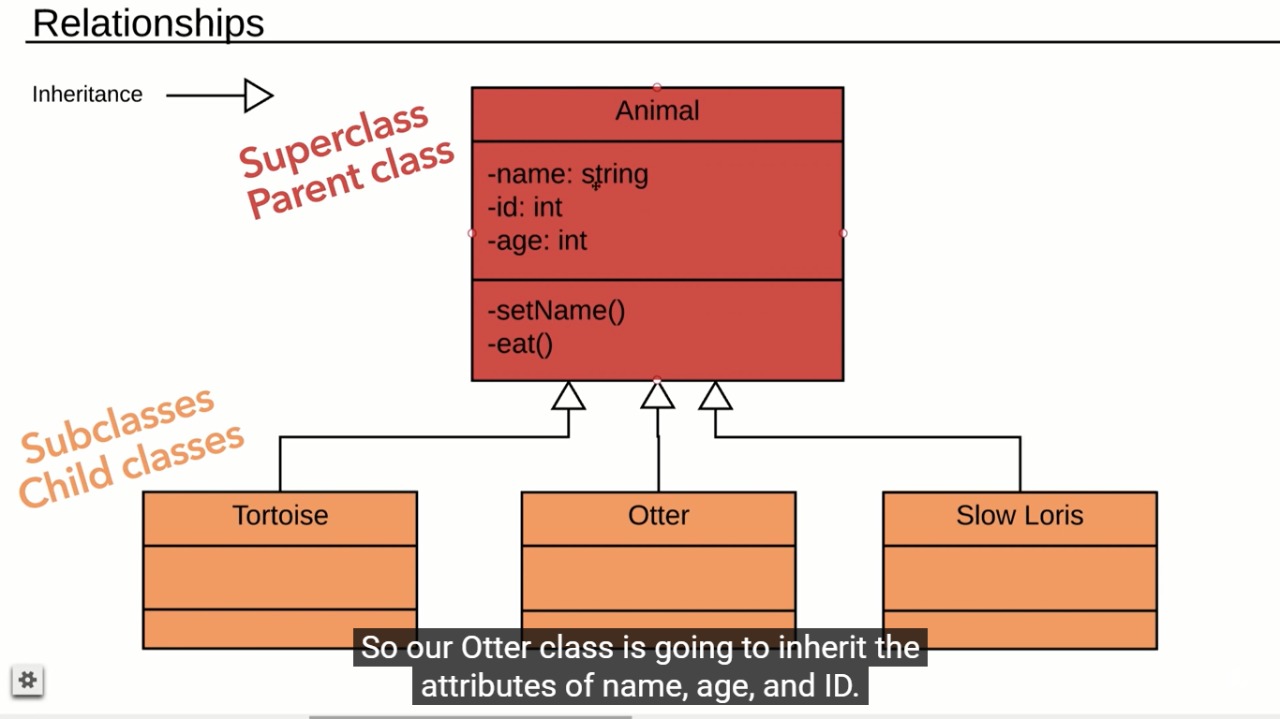 Relationships
Inheritance
Superclass
Parent class
Animal
-name: string
-id: int
-age: int
-setName()
-eat()
Subclasses
Child classes
Tortoise
Otter
Slow Loris
So our Otter class is going to inherit the
attributes of name, age, and ID.